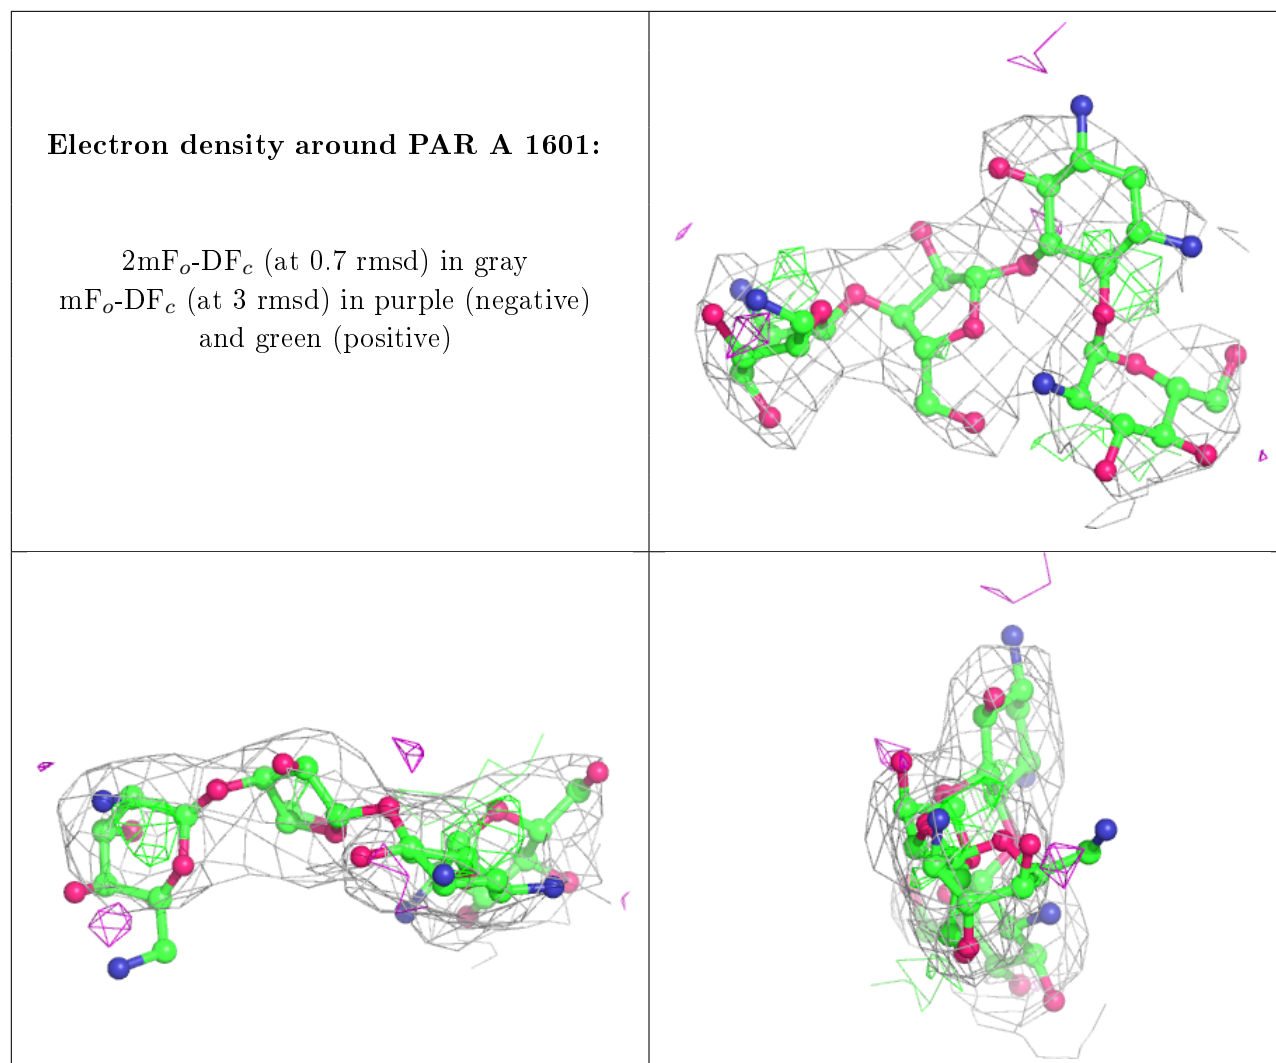 Electron density around PAR A 1601:
2mFo-DFc (at 0.7 rmsd) in gray
mFo-DFc (at 3 rmsd) in purple (negative)
and green (positive)